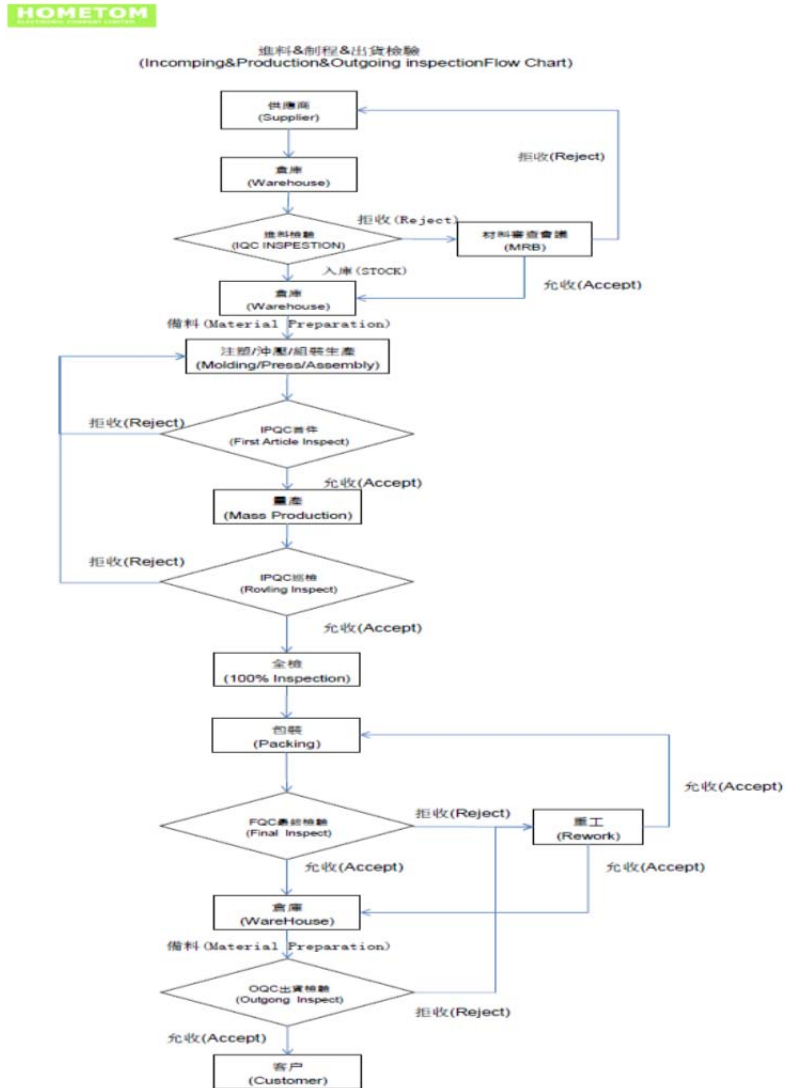 HOMETOM
ELECTRONIC COMPANY LIMITED
進料&制程&出貨檢驗
(Incomping&Production&Outgoing inspectionFlow Chart)
供應商
(Supplier)
拒收(Reject)
倉庫
(Warehouse)
拒收(Reject)
進料檢驗
(IQC INSPESTION)
材料審查會議
(MRB)
入庫(STOCK)
允收(Accept)
倉庫
(Warehouse)
備料(Material Preparation)
注塑/沖壓/組裝生產
(Molding/Press/Assembly)
拒收(Reject)
IPQC首件
(First Article Inspect)
允收(Accept)
量產
(Mass Production)
拒收(Reject)
IPQC巡檢
(Rovling Inspect)
允收(Accept)
全檢
(100% Inspection)
包裝
(Packing)
允收(Accept)
拒收(Reject)
FQC最終檢驗
(Final Inspect)
重工
(Rework)
允收(Accept)
允收(Accept)
倉庫
(WareHouse)
備料(Material Preparation)
OQC出貨檢驗
(Outgong Inspect)
拒收(Reject)
允收(Accept)
客户
(Customer)